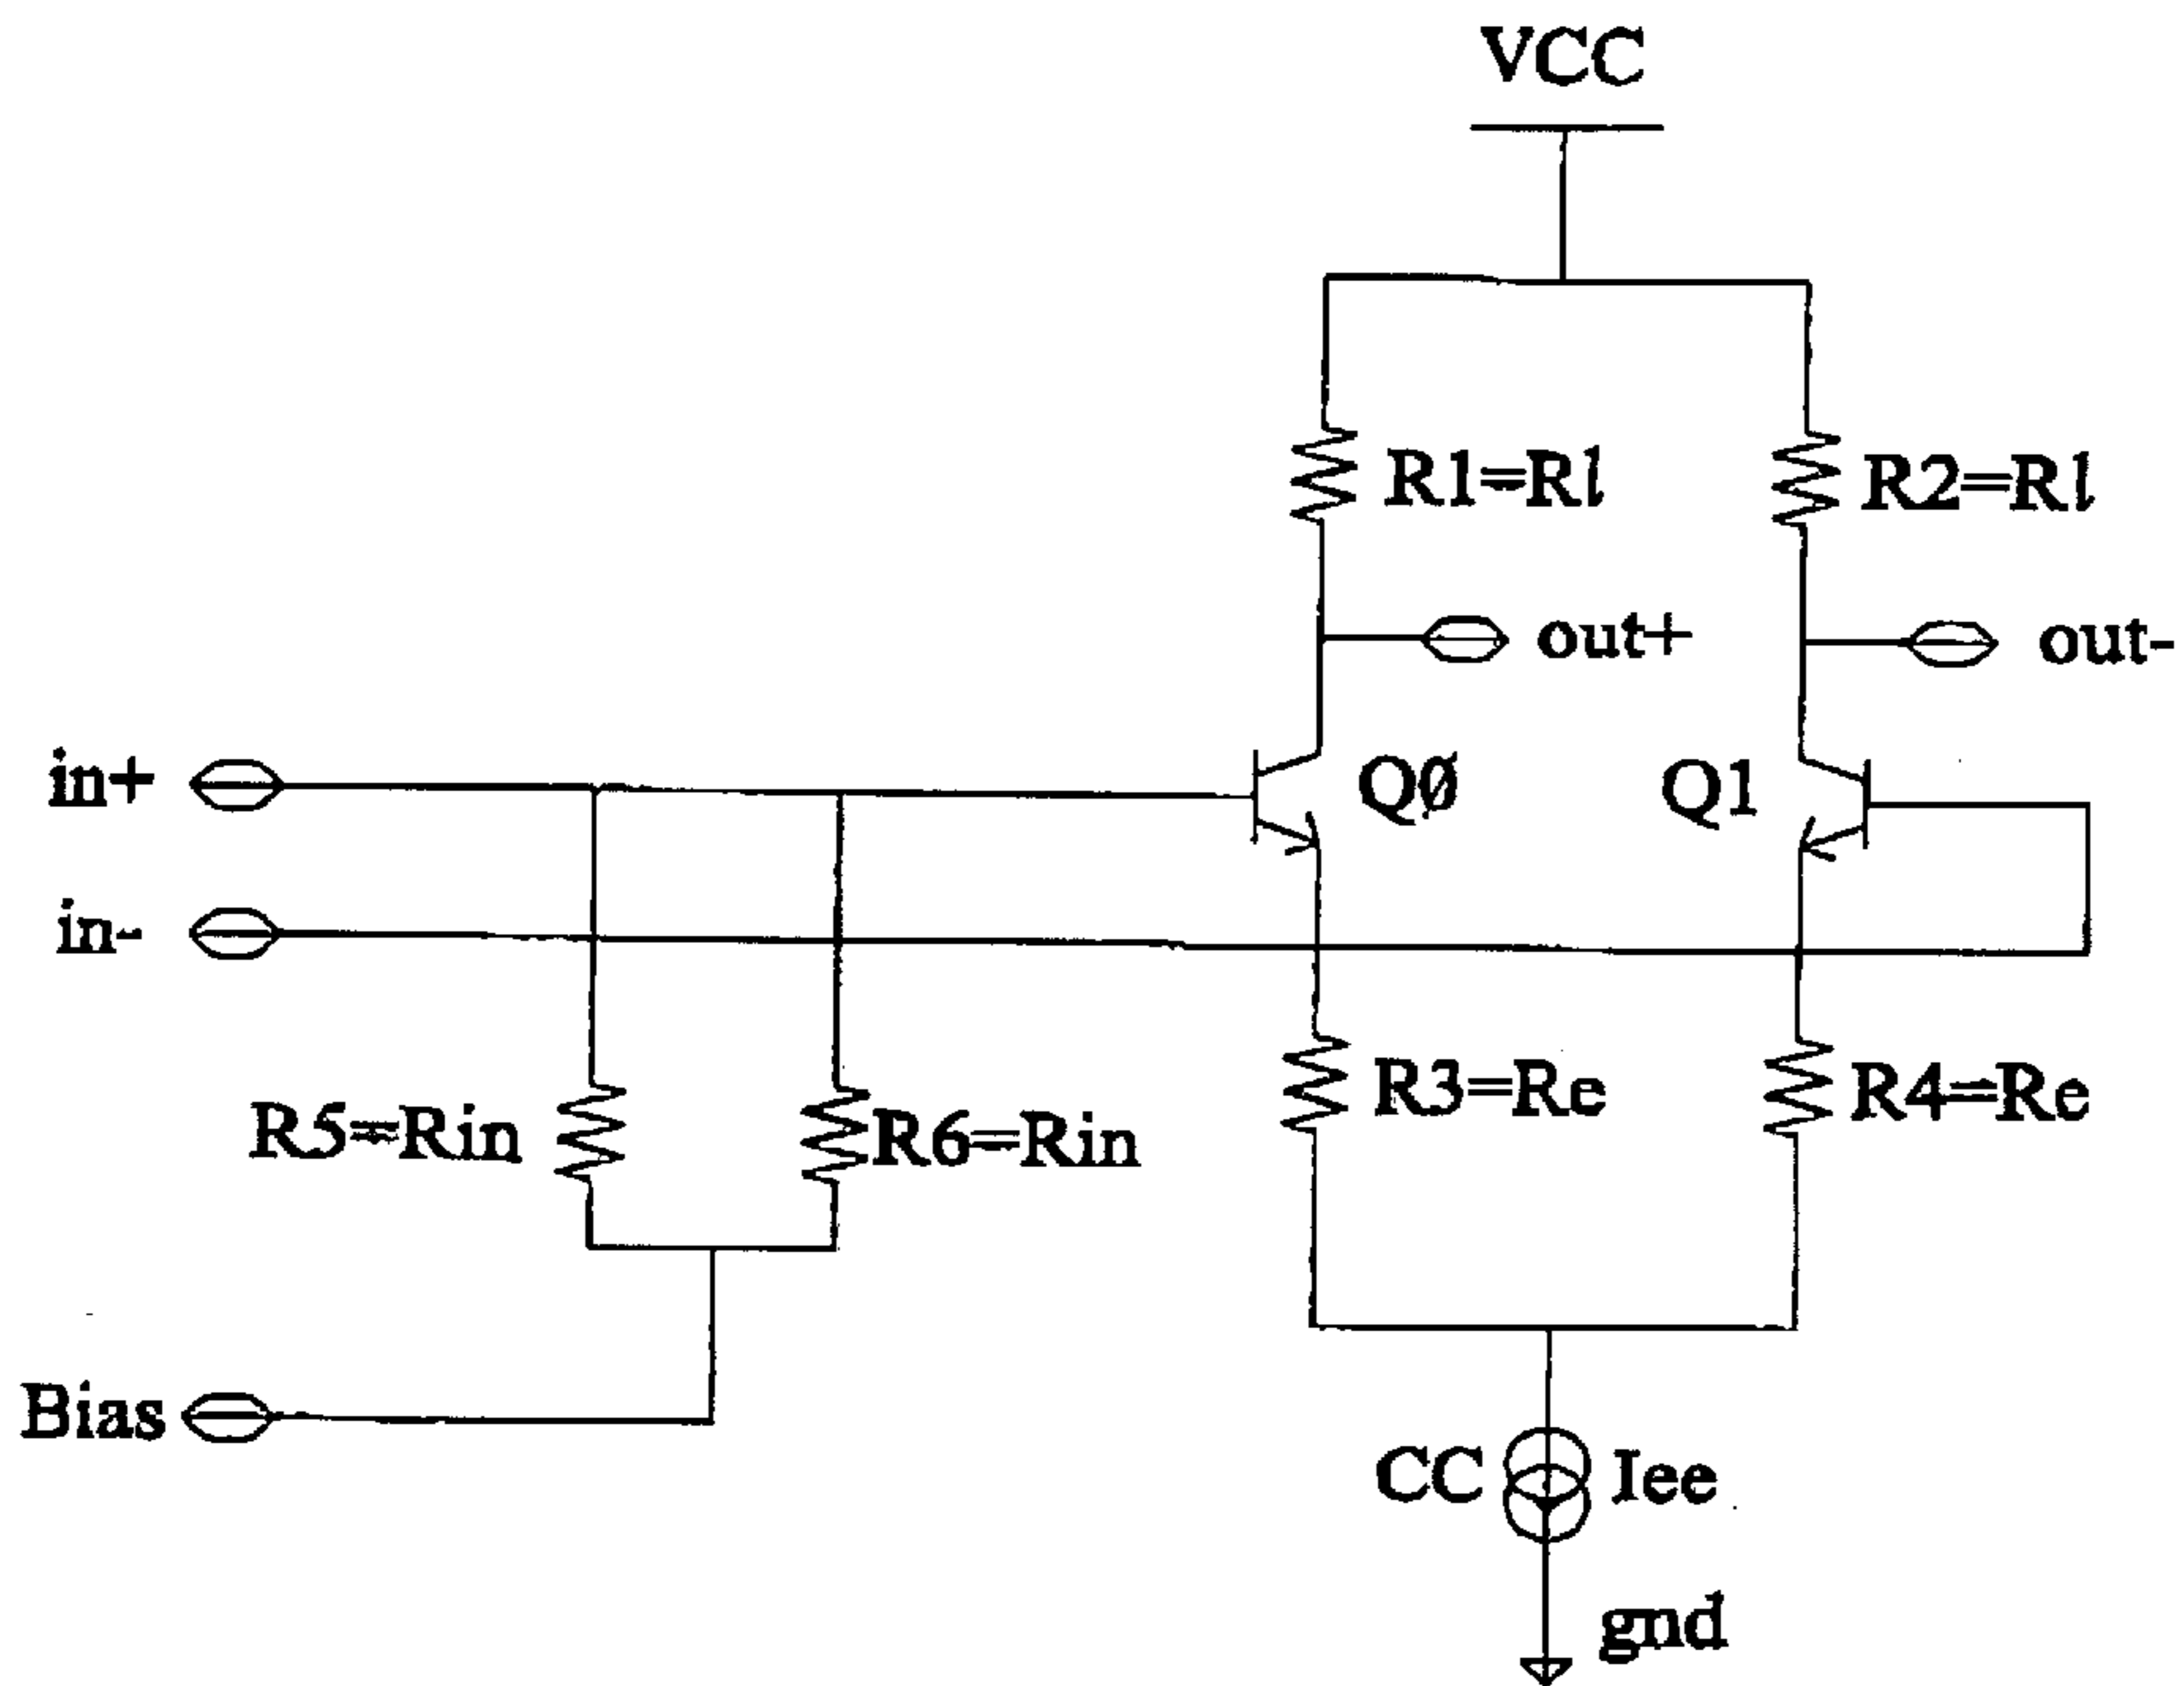 VCC
R1=Rl
R2=Rl
out+
out-
in+
QØ
Q1
in-
R3=Re
R4=Re
R5=Rin
R6=Rin
Bias
CC
Iee
gnd